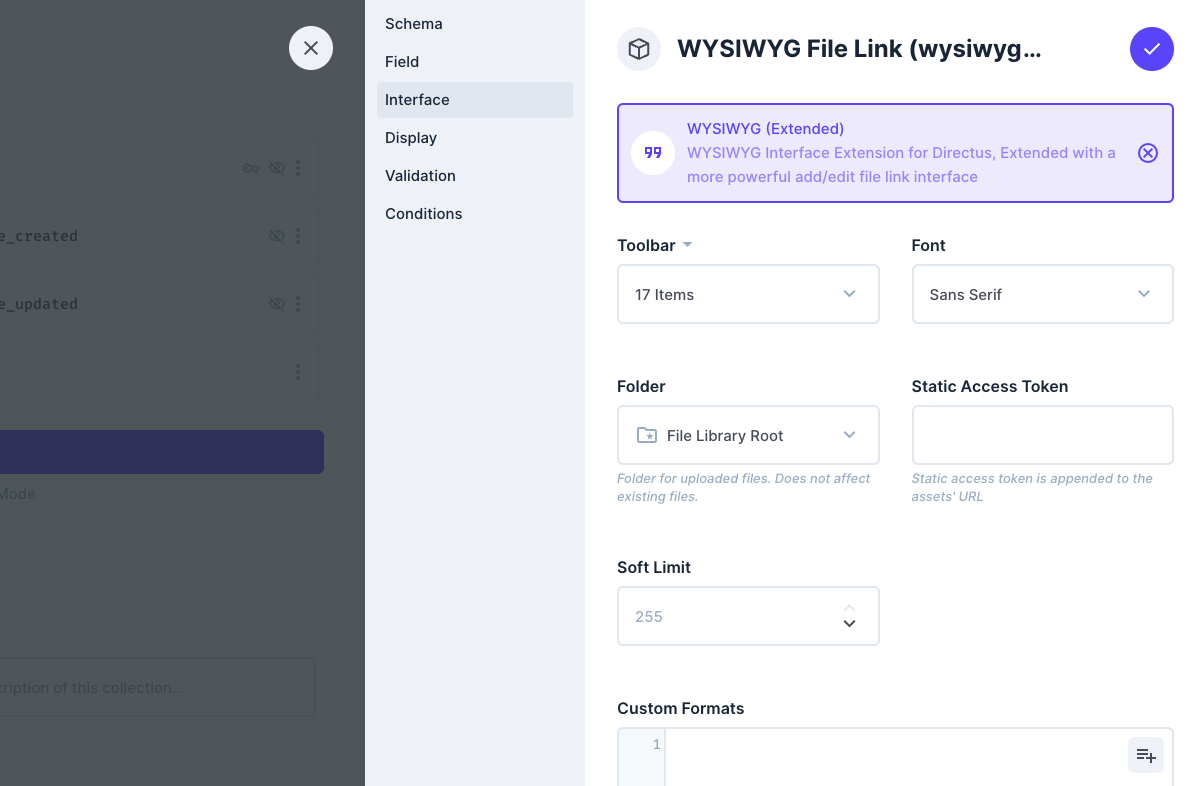 Schema
Field
Interface
Display
Validation
Conditions
WYSIWYG File Link (wysiwyg...
WYSIWYG (Extended)
WYSIWYG Interface Extension for Directus, Extended with a
more powerful add/edit file link interface
Toolbar
17 Items
Font
Sans Serif
Folder
File Library Root
Folder for uploaded files. Does not affect
existing files.
Static Access Token
Static access token is appended to the
assets' URL
Soft Limit
255
Custom Formats
1
e_created
e_updated
Mode
cription of this collection...